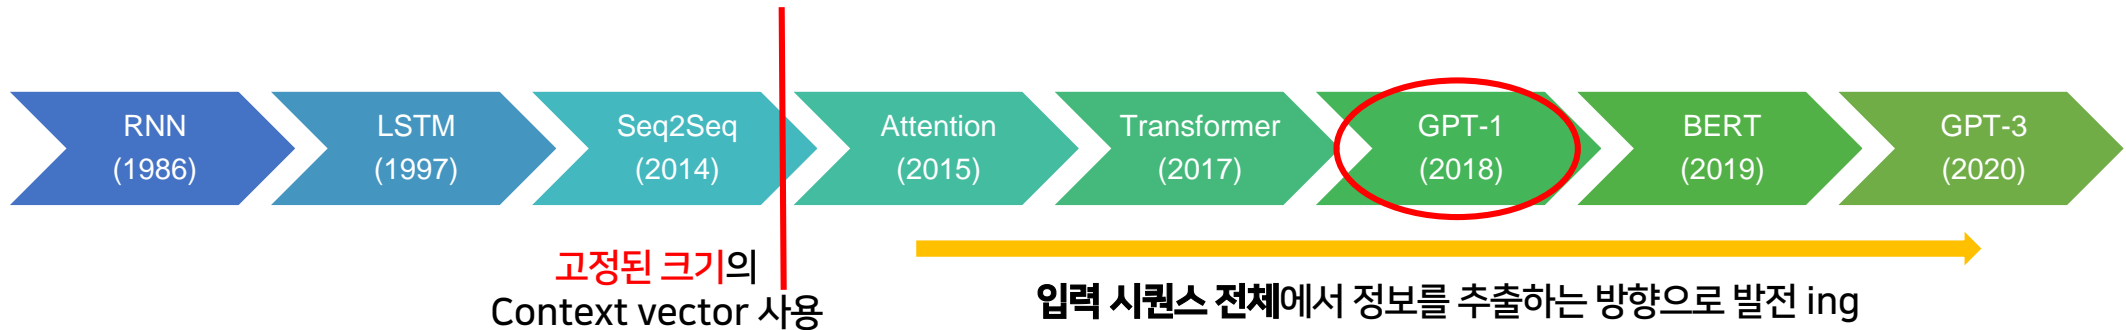 RNN
(1986)
LSTM
(1997)
Seq2Seq
(2014)
Attention
(2015)
Transformer
(2017)
GPT-1
(2018)
BERT
(2019)
GPT-3
(2020)
고정된 크기의
Context vector 사용
입력 시퀀스 전체에서 정보를 추출하는 방향으로 발전 ing